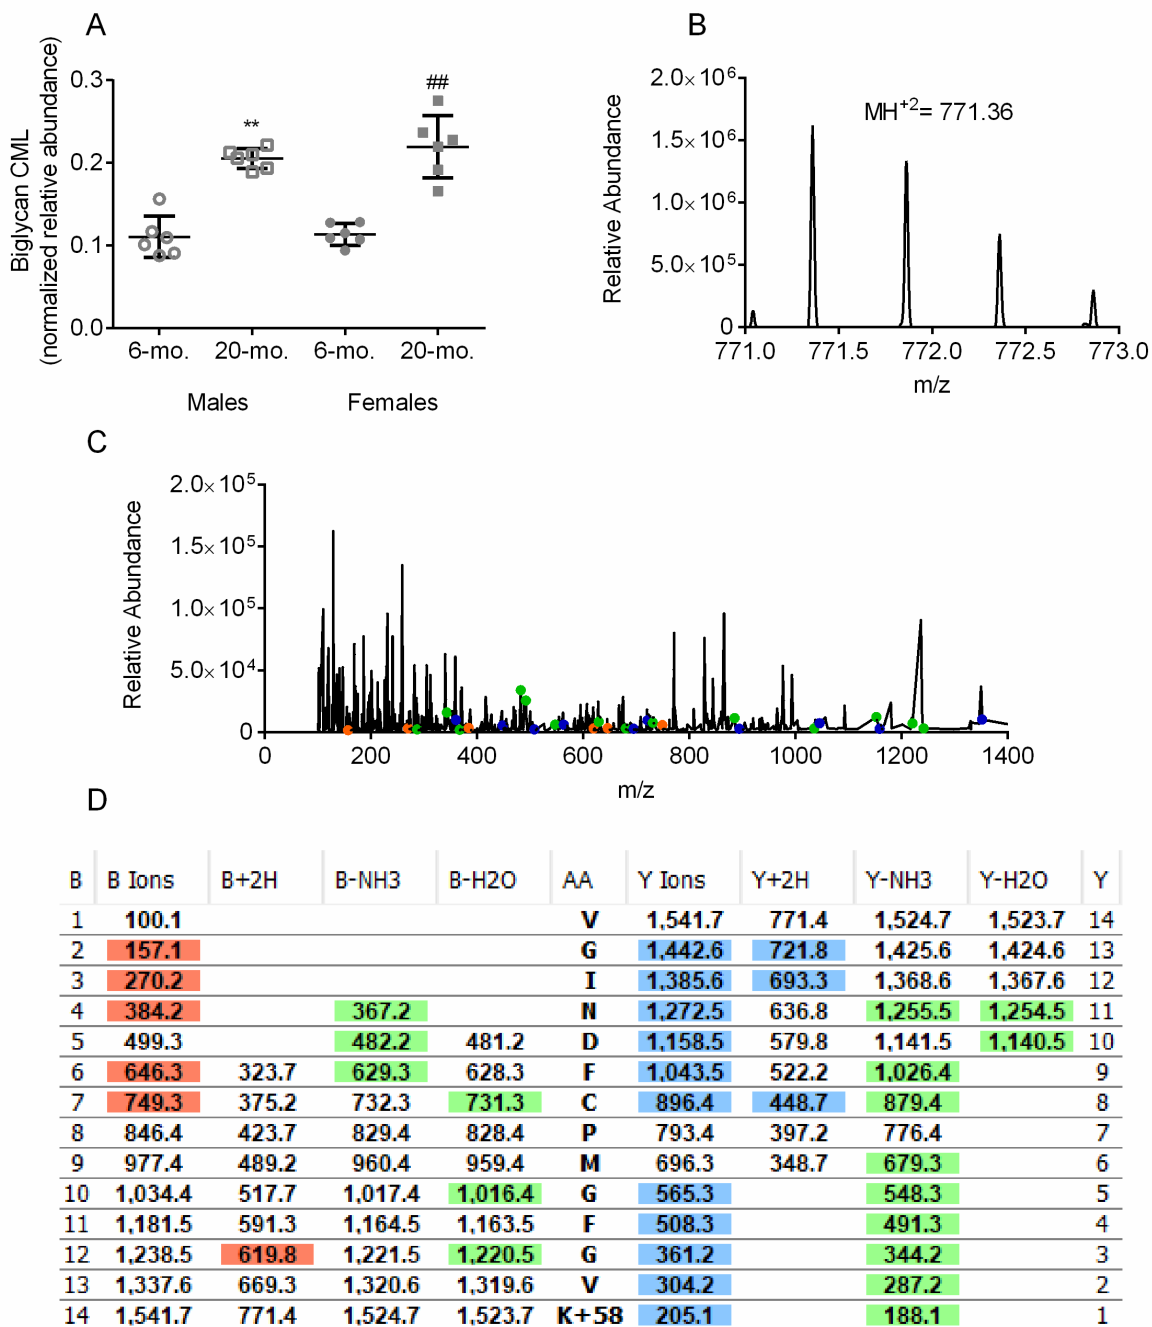 A
Biglycan CML
(normalized relative abundance)
0.3
0.2
0.1
0.0
**
##
6-mo. 20-mo. 6-mo. 20-mo.
Males Females
B
Relative Abundance
2.0×10⁶
1.5×10⁶
1.0×10⁶
5.0×10⁵
0
MH⁺²= 771.36
771.0 771.5 772.0 772.5 773.0
m/z
C
Relative Abundance
2.0×10⁵
1.5×10⁵
1.0×10⁵
5.0×10⁴
0
0 200 400 600 800 1000 1200 1400
m/z
D
B B Ions B+2H B-NH3 B-H2O AA Y Ions Y+2H Y-NH3 Y-H2O Y
1 100.1 V 1,541.7 771.4 1,524.7 1,523.7 14
2 157.1 G 1,442.6 721.8 1,425.6 1,424.6 13
3 270.2 I 1,385.6 693.3 1,368.6 1,367.6 12
4 384.2 367.2 N 1,272.5 636.8 1,255.5 1,254.5 11
5 499.3 482.2 481.2 D 1,158.5 579.8 1,141.5 1,140.5 10
6 646.3 323.7 629.3 628.3 F 1,043.5 522.2 1,026.4 9
7 749.3 375.2 732.3 731.3 C 896.4 448.7 879.4 8
8 846.4 423.7 829.4 828.4 P 793.4 397.2 776.4 7
9 977.4 489.2 960.4 959.4 M 696.3 348.7 679.3 6
10 1,034.4 517.7 1,017.4 1,016.4 G 565.3 548.3 5
11 1,181.5 591.3 1,164.5 1,163.5 F 508.3 491.3 4
12 1,238.5 619.8 1,221.5 1,220.5 G 361.2 344.2 3
13 1,337.6 669.3 1,320.6 1,319.6 V 304.2 287.2 2
14 1,541.7 771.4 1,524.7 1,523.7 K+58 205.1 188.1 1